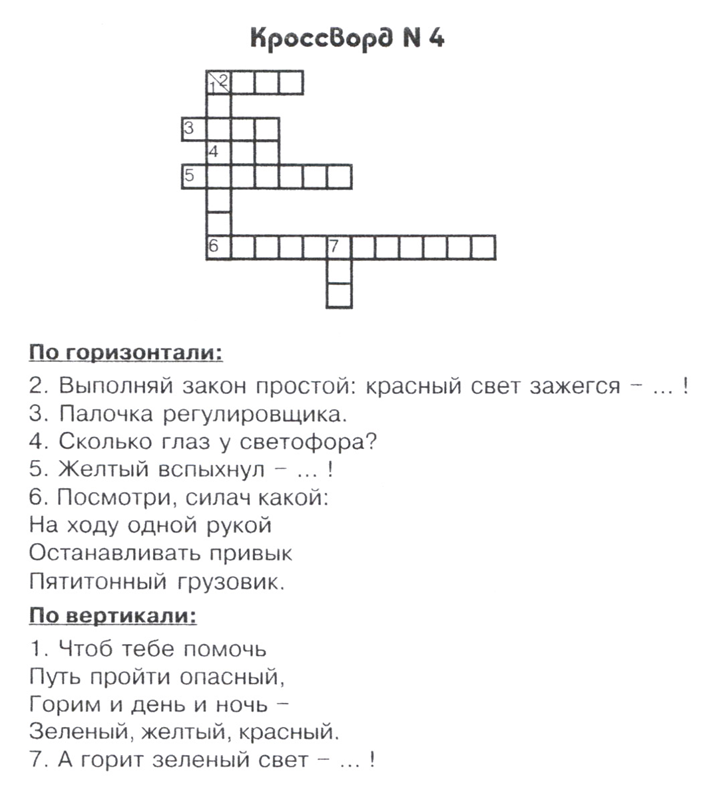 Кроссворд N 4
1 2
3
4
5
6 7
По горизонтали:
2. Выполняй закон простой: красный свет зажегся – ... !
3. Палочка регулировщика.
4. Сколько глаз у светофора?
5. Желтый вспыхнул – ... !
6. Посмотри, силач какой:
На ходу одной рукой
Останавливать привык
Пятитонный грузовик.
По вертикали:
1. Чтоб тебе помочь
Путь пройти опасный,
Горим и день и ночь –
Зеленый, желтый, красный.
7. А горит зеленый свет – ... !